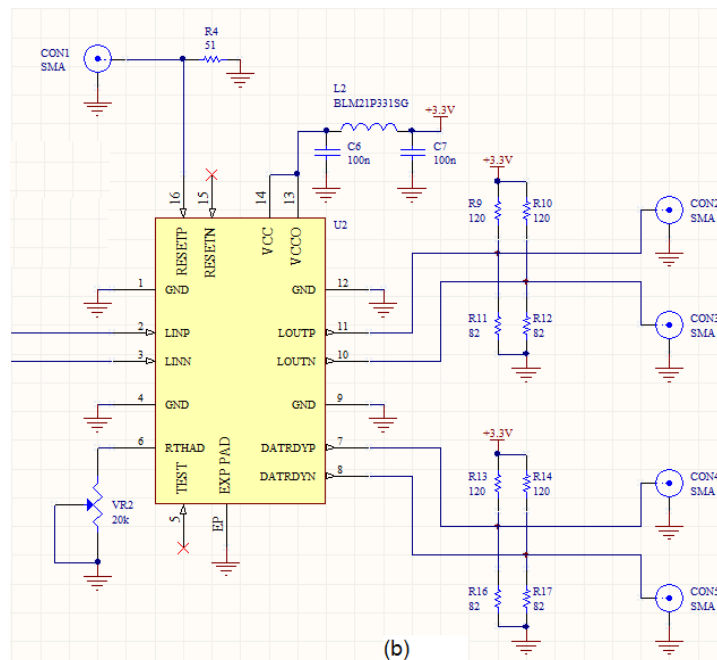 R4
51
CON1
SMA
L2
BLM21P331SG
+3.3V
C6
100n
C7
100n
+3.3V
16
15
14
13
R9
120
R10
120
CON2
SMA
U2
RESETP
RESETN
VCC
VCCO
1
GND
GND
12
2
LINP
LOUTP
11
R11
82
R12
82
CON3
SMA
3
LINN
LOUTN
10
4
GND
GND
9
+3.3V
6
RTHAD
DATRDYP
7
TEST
EXP PAD
DATRDYN
8
R13
120
R14
120
CON4
SMA
VR2
20k
5
EP
R16
82
R17
82
CON5
SMA
(b)